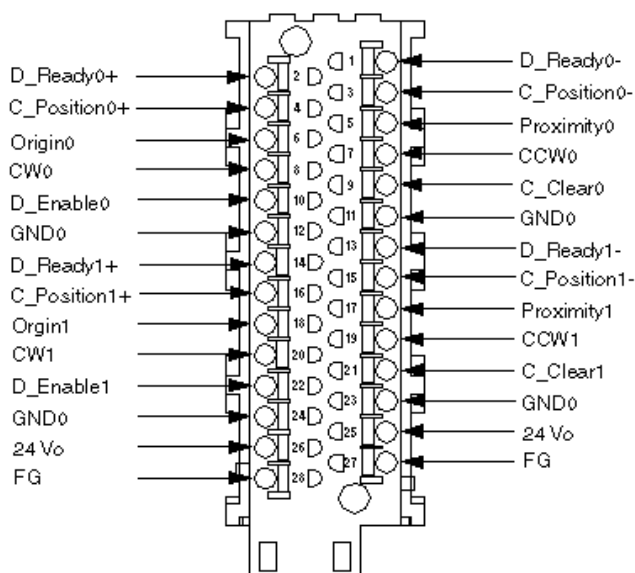 D_Ready0+ 2 1 D_Ready0-
C_Position0+ 4 3 C_Position0-
Origin0 6 5 Proximity0
CW0 8 7 CCW0
D_Enable0 10 9 C_Clear0
GND0 12 11 GND0
D_Ready1+ 14 13 D_Ready1-
C_Position1+ 16 15 C_Position1-
Orgin1 18 17 Proximity1
CW1 20 19 CCW1
D_Enable1 22 21 C_Clear1
GND0 24 23 GND0
24 Vo 26 25 24 Vo
FG 28 27 FG